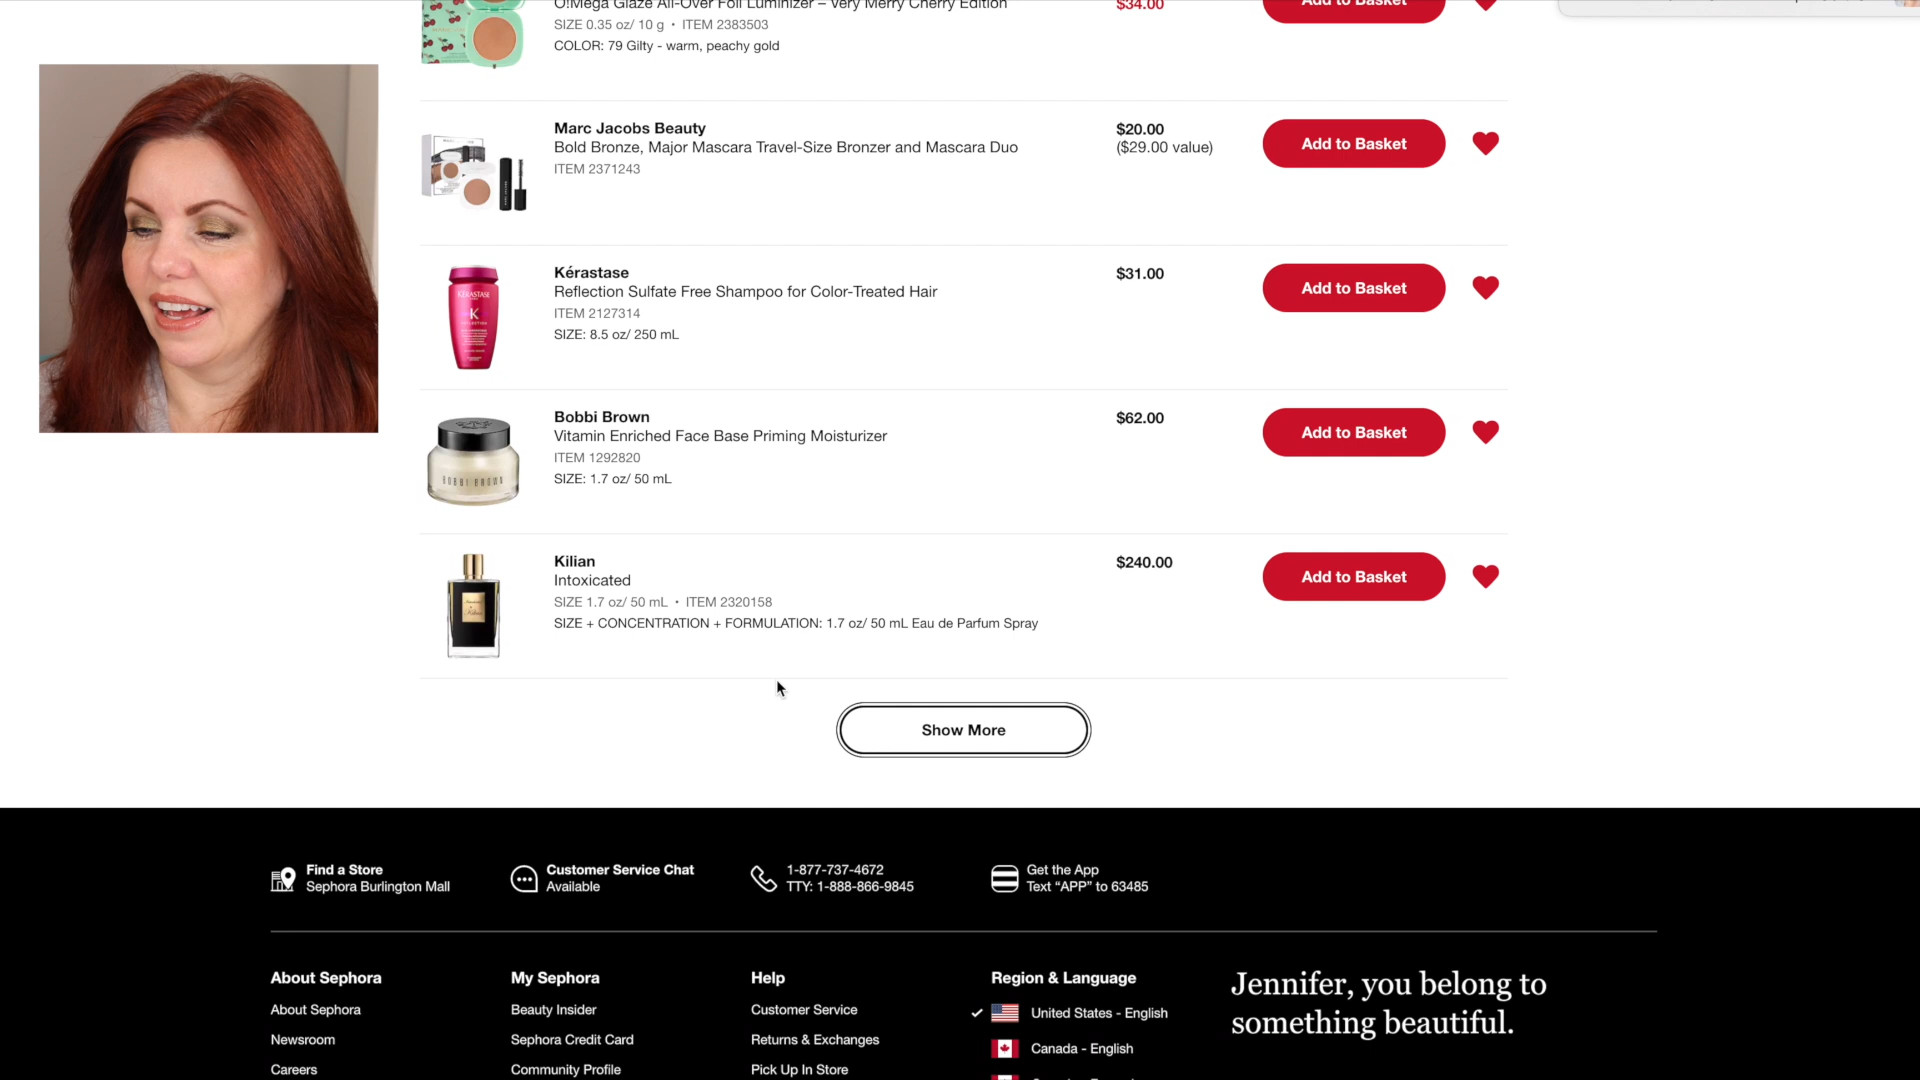 O!Mega Glaze All-Over Foil Luminizer – Very Merry Cherry Edition
$34.00
Add to Basket
SIZE 0.35 oz/ 10 g • ITEM 2383503
COLOR: 79 Gilty - warm, peachy gold
Marc Jacobs Beauty
Bold Bronze, Major Mascara Travel-Size Bronzer and Mascara Duo
ITEM 2371243
$20.00
($29.00 value)
Add to Basket
Kérastase
Reflection Sulfate Free Shampoo for Color-Treated Hair
ITEM 2127314
SIZE: 8.5 oz/ 250 mL
$31.00
Add to Basket
KERASTASE
K
Bobbi Brown
Vitamin Enriched Face Base Priming Moisturizer
ITEM 1292820
SIZE: 1.7 oz/ 50 mL
$62.00
Add to Basket
BOBBI BROWN
Kilian
Intoxicated
SIZE 1.7 oz/ 50 mL • ITEM 2320158
SIZE + CONCENTRATION + FORMULATION: 1.7 oz/ 50 mL Eau de Parfum Spray
$240.00
Add to Basket
Show More
Find a Store
Sephora Burlington Mall
Customer Service Chat
Available
1-877-737-4672
TTY: 1-888-866-9845
Get the App
Text “APP” to 63485
About Sephora
About Sephora
Newsroom
Careers
My Sephora
Beauty Insider
Sephora Credit Card
Community Profile
Help
Customer Service
Returns & Exchanges
Pick Up In Store
Region & Language
United States - English
Canada - English
Jennifer, you belong to
something beautiful.